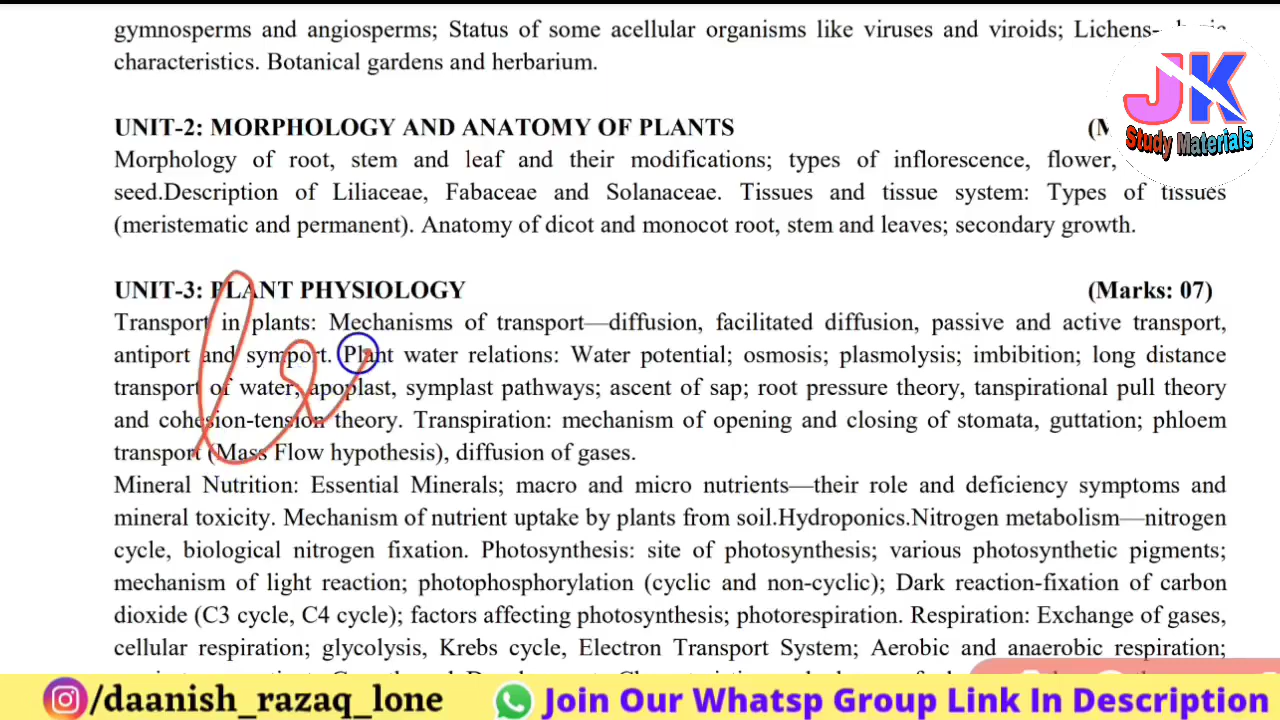 gymnosperms and angiosperms; Status of some acellular organisms like viruses and viroids; Lichens-
characteristics. Botanical gardens and herbarium.
JK
Study Materials
UNIT-2: MORPHOLOGY AND ANATOMY OF PLANTS
Morphology of root, stem and leaf and their modifications; types of inflorescence, flower,
seed.Description of Liliaceae, Fabaceae and Solanaceae. Tissues and tissue system: Types of tissues
(meristematic and permanent). Anatomy of dicot and monocot root, stem and leaves; secondary growth.
UNIT-3: PLANT PHYSIOLOGY (Marks: 07)
Transport in plants: Mechanisms of transport—diffusion, facilitated diffusion, passive and active transport,
antiport and symport. Plant water relations: Water potential; osmosis; plasmolysis; imbibition; long distance
transport of water; apoplast, symplast pathways; ascent of sap; root pressure theory, tanspirational pull theory
and cohesion-tension theory. Transpiration: mechanism of opening and closing of stomata, guttation; phloem
transport (Mass Flow hypothesis), diffusion of gases.
Mineral Nutrition: Essential Minerals; macro and micro nutrients—their role and deficiency symptoms and
mineral toxicity. Mechanism of nutrient uptake by plants from soil.Hydroponics.Nitrogen metabolism—nitrogen
cycle, biological nitrogen fixation. Photosynthesis: site of photosynthesis; various photosynthetic pigments;
mechanism of light reaction; photophosphorylation (cyclic and non-cyclic); Dark reaction-fixation of carbon
dioxide (C3 cycle, C4 cycle); factors affecting photosynthesis; photorespiration. Respiration: Exchange of gases,
cellular respiration; glycolysis, Krebs cycle, Electron Transport System; Aerobic and anaerobic respiration;
/daanish_razaq_lone Join Our Whatsp Group Link In Description